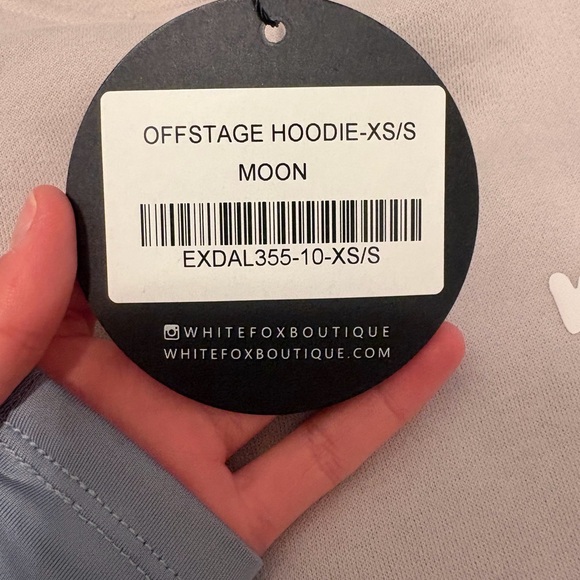 OFFSTAGE HOODIE-XS/S
MOON
EXDAL355-10-XS/S
WHITEFOXBOUTIQUE
WHITEFOXBOUTIQUE.COM